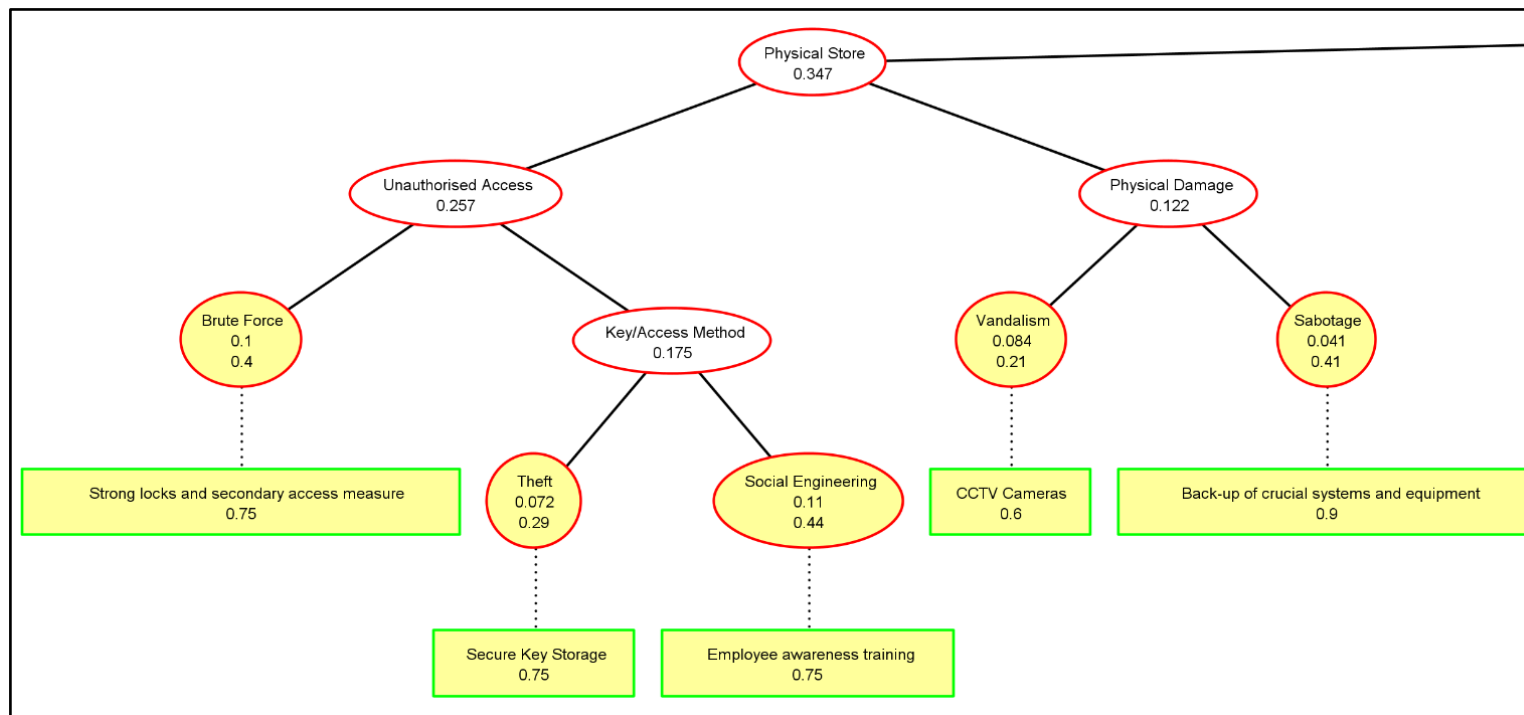 Physical Store
0.347
Unauthorised Access
0.257
Physical Damage
0.122
Brute Force
0.1
0.4
Key/Access Method
0.175
Vandalism
0.084
0.21
Sabotage
0.041
0.41
Strong locks and secondary access measure
0.75
Theft
0.072
0.29
Social Engineering
0.11
0.44
CCTV Cameras
0.6
Back-up of crucial systems and equipment
0.9
Secure Key Storage
0.75
Employee awareness training
0.75